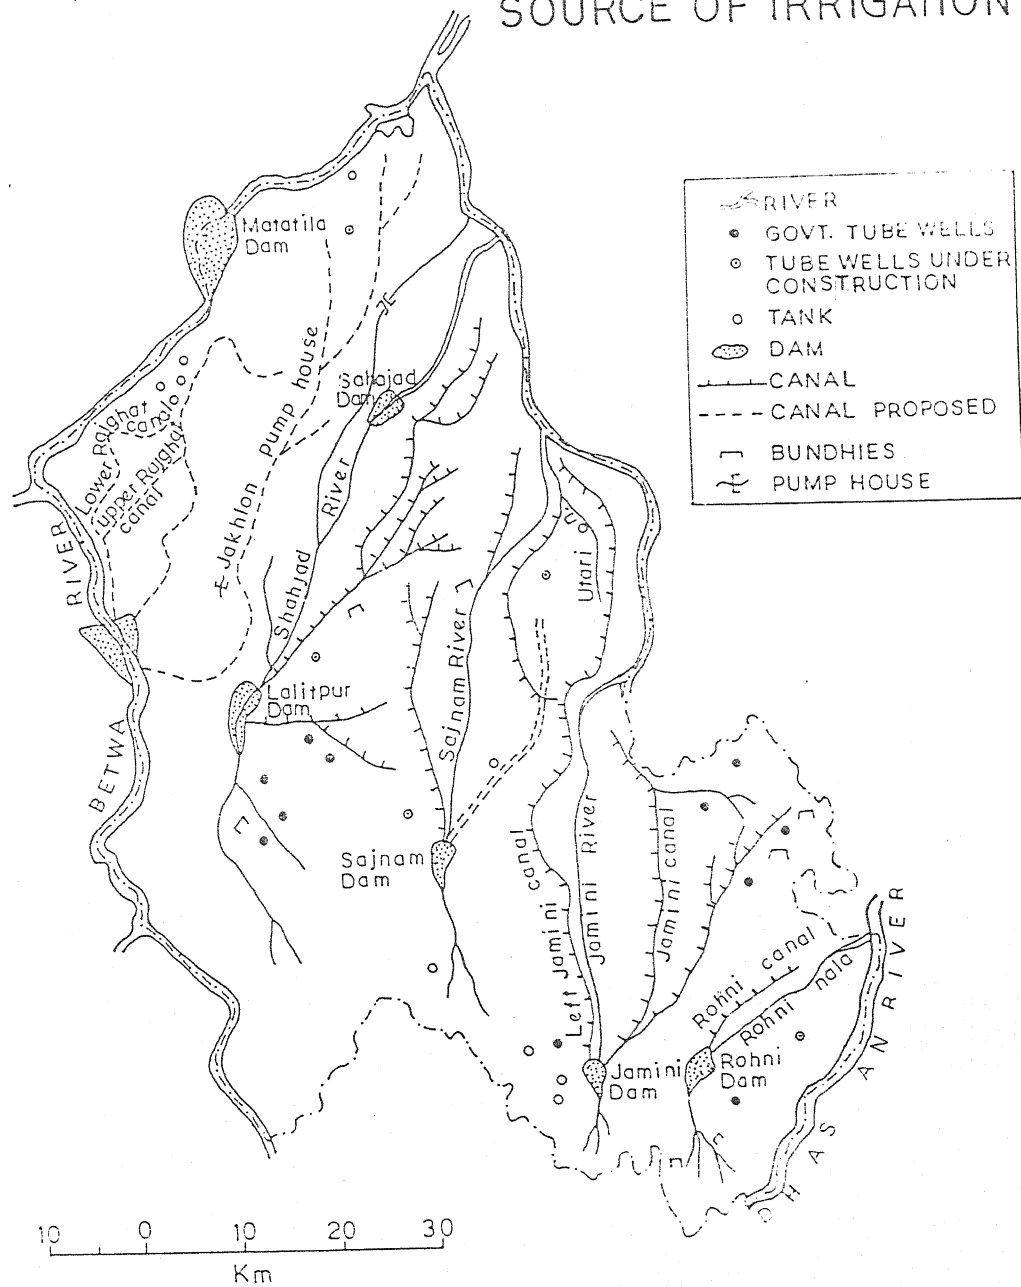 SOURCE OF IRRIGATION
RIVER
GOVT. TUBE WELLS
TUBE WELLS UNDER
CONSTRUCTION
TANK
DAM
CANAL
CANAL PROPOSED
BUNDHIES
PUMP HOUSE
Matatila
Dam
Sahajad
Dam
Jakhlon Pump house
Lower Rajghat
canal
upper Rajghat
canal
BETWA RIVER
Shahjad River
Lalitpur
Dam
Sajnam River
Utari
Sajnam
Dam
Left Jamini canal
Jamini River
Jamini canal
Rohni canal
Rohni nala
Jamini
Dam
Rohni
Dam
DHASAN RIVER
10 0 10 20 30
Km